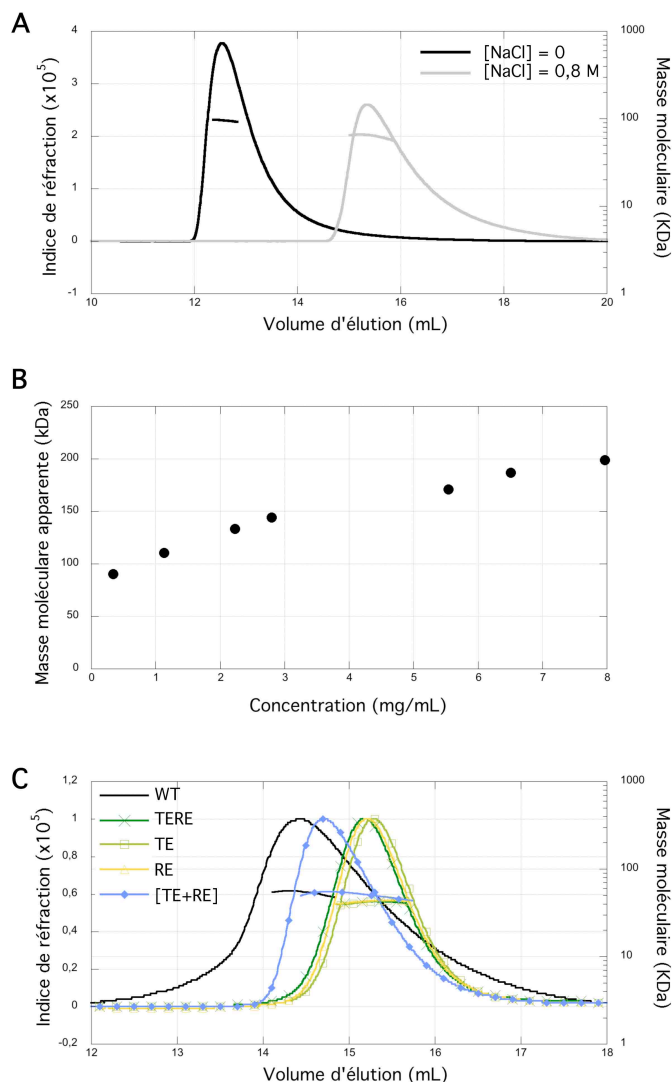 A
Indice de réfraction (x10⁵)
4
3
2
1
0
-1
[NaCl] = 0
[NaCl] = 0,8 M
1000
100
10
1
Masse moléculaire (KDa)
10 12 14 16 18 20
Volume d'élution (mL)
B
Masse moléculare apparente (kDa)
250
200
150
100
50
0
0 1 2 3 4 5 6 7 8
Concentration (mg/mL)
C
Indice de réfraction (x10⁵)
1,2
1
0,8
0,6
0,4
0,2
0
-0,2
WT
TERE
TE
RE
[TE+RE]
1000
100
10
1
Masse moléculaire (KDa)
12 13 14 15 16 17 18
Volume d'élution (mL)